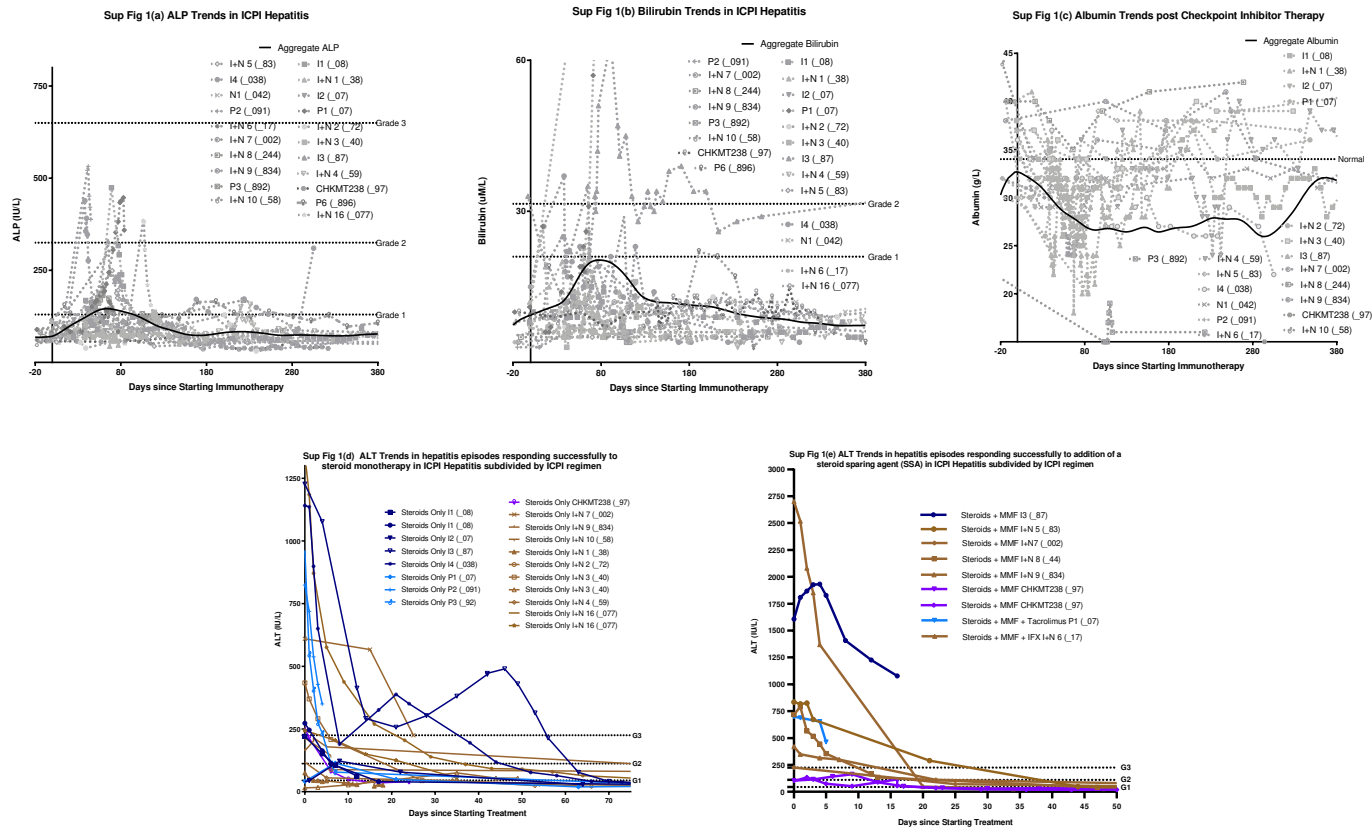 Sup Fig 1(a) ALP Trends in ICPI Hepatitis
Aggregate ALP
I+N 5 (_83)
I4 (_038)
N1 (_042)
P2 (_091)
I+N 6 (_17)
I+N 7 (_002)
I+N 8 (_244)
I+N 9 (_834)
P3 (_892)
I+N 10 (_58)
I1 (_08)
I+N 1 (_38)
I2 (_07)
P1 (_07)
I+N 2 (_72)
I+N 3 (_40)
I3 (_87)
I+N 4 (_59)
CHKMT238 (_97)
P6 (_896)
I+N 16 (_077)
Grade 3
Grade 2
Grade 1
750
500
250
ALP (IU/L)
-20
80
180
280
380
Days since Starting Immunotherapy
Sup Fig 1(b) Bilirubin Trends in ICPI Hepatitis
Aggregate Bilirubin
P2 (_091)
I+N 7 (_002)
I+N 8 (_244)
I+N 9 (_834)
P3 (_892)
I+N 10 (_58)
CHKMT238 (_97)
P6 (_896)
I1 (_08)
I+N 1 (_38)
I2 (_07)
P1 (_07)
I+N 2 (_72)
I+N 3 (_40)
I3 (_87)
I+N 4 (_59)
I+N 5 (_83)
Grade 2
I4 (_038)
N1 (_042)
Grade 1
I+N 6 (_17)
I+N 16 (_077)
60
30
Bilirubin (uM/L)
-20
80
180
280
380
Days since Starting Immunotherapy
Sup Fig 1(c) Albumin Trends post Checkpoint Inhibitor Therapy
Aggregate Albumin
I1 (_08)
I+N 1 (_38)
I2 (_07)
P1 (_07)
Normal
P3 (_892)
I+N 4 (_59)
I+N 5 (_83)
I4 (_038)
N1 (_042)
P2 (_091)
I+N 6 (_17)
I+N 2 (_72)
I+N 3 (_40)
I3 (_87)
I+N 7 (_002)
I+N 8 (_244)
I+N 9 (_834)
CHKMT238 (_97)
I+N 10 (_58)
45
40
35
30
25
20
Albuminn (g/L)
-20
80
180
280
380
Days since Starting Immunotherapy
Sup Fig 1(d) ALT Trends in hepatitis episodes responding successfully to
steroid monotherapy in ICPI Hepatitis subdivided by ICPI regimen
Steroids Only I1 (_08)
Steroids Only I1 (_08)
Steroids Only I2 (_07)
Steroids Only I3 (_87)
Steroids Only I4 (_038)
Steroids Only P1 (_07)
Steroids Only P2 (_091)
Steroids Only P3 (_92)
Steroids Only CHKMT238 (_97)
Steroids Only I+N 7 (_002)
Steroids Only I+N 9 (_834)
Steroids Only I+N 10 (_58)
Steroids Only I+N 1 (_38)
Steroids Only I+N 2 (_72)
Steroids Only I+N 3 (_40)
Steroids Only I+N 3 (_40)
Steroids Only I+N 4 (_59)
Steroids Only I+N 16 (_077)
Steroids Only I+N 16 (_077)
G3
G2
G1
1250
1000
750
500
250
0
ALT (IU/L)
0
10
20
30
40
50
60
70
Days since Starting Treatment
Sup Fig 1(e) ALT Trends in hepatitis episodes responding successfully to addition of a
steroid sparing agent (SSA) in ICPI Hepatitis subdivided by ICPI regimen
Steroids + MMF I3 (_87)
Steroids + MMF I+N 5 (_83)
Steroids + MMF I+N7 (_002)
Steriods + MMF I+N 8 (_44)
Steroids + MMF I+N 9 (_834)
Steroids + MMF CHKMT238 (_97)
Steroids + MMF CHKMT238 (_97)
Steroids + MMF + Tacrolimus P1 (_07)
Steroids + MMF + IFX I+N 6 (_17)
G3
G2
G1
3000
2750
2500
2250
2000
1750
1500
1250
1000
750
500
250
0
ALT (IU/L)
0
5
10
15
20
25
30
35
40
45
50
Days since Starting Treatment